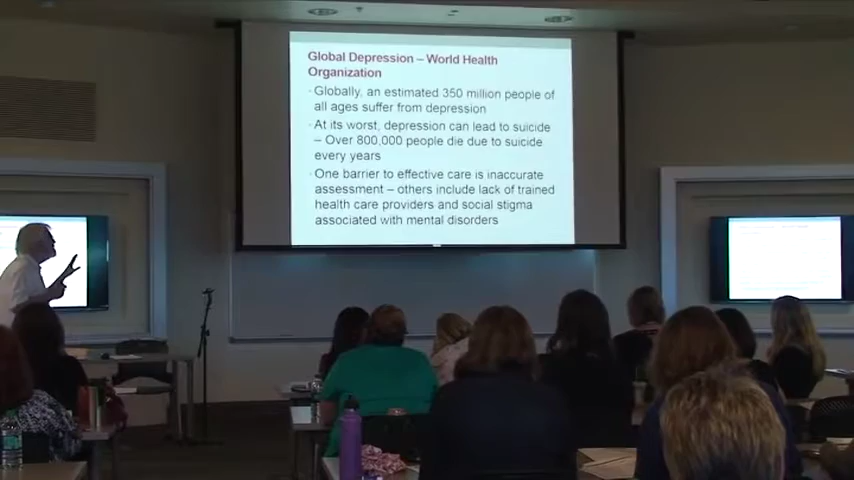 Global Depression – World Health
Organization
· Globally, an estimated 350 million people of
all ages suffer from depression
· At its worst, depression can lead to suicide
– Over 800,000 people die due to suicide
every years
· One barrier to effective care is inaccurate
assessment – others include lack of trained
health care providers and social stigma
associated with mental disorders